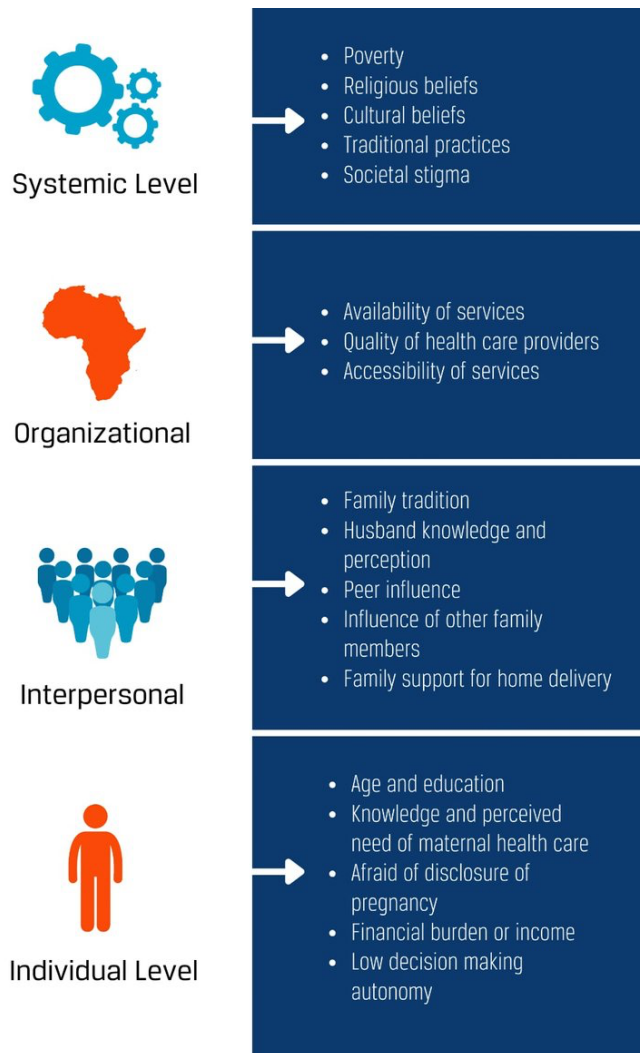 Systemic Level
• Poverty
• Religious beliefs
• Cultural beliefs
• Traditional practices
• Societal stigma
Organizational
• Availability of services
• Quality of health care providers
• Accessibility of services
Interpersonal
• Family tradition
• Husband knowledge and
perception
• Peer influence
• Influence of other family
members
• Family support for home delivery
Individual Level
• Age and education
• Knowledge and perceived
need of maternal health care
• Afraid of disclosure of
pregnancy
• Financial burden or income
• Low decision making
autonomy